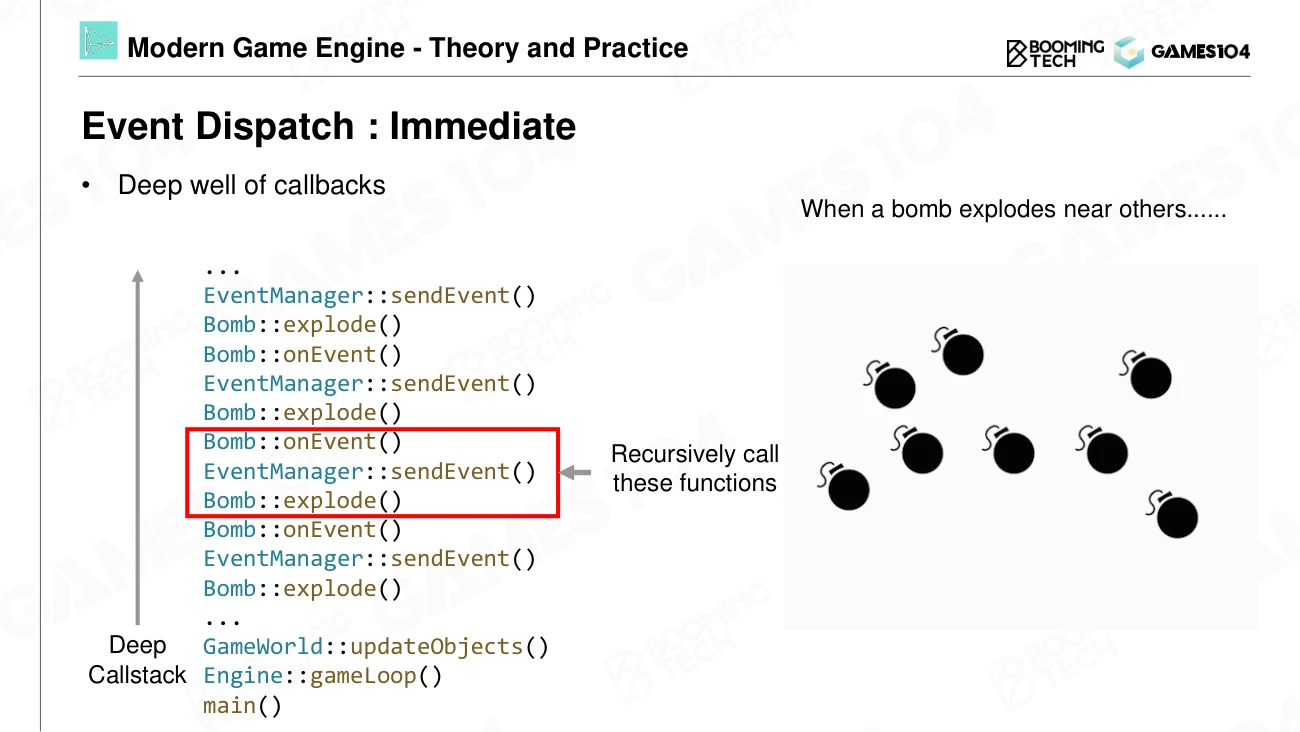 Modern Game Engine - Theory and Practice
BOOMING
TECH
GAMES104
Event Dispatch : Immediate
• Deep well of callbacks
When a bomb explodes near others......
...
EventManager::sendEvent()
Bomb::explode()
Bomb::onEvent()
EventManager::sendEvent()
Bomb::explode()
Bomb::onEvent()
EventManager::sendEvent()
Bomb::explode()
Bomb::onEvent()
EventManager::sendEvent()
Bomb::explode()
...
GameWorld::updateObjects()
Engine::gameLoop()
main()
Recursively call
these functions
Deep
Callstack